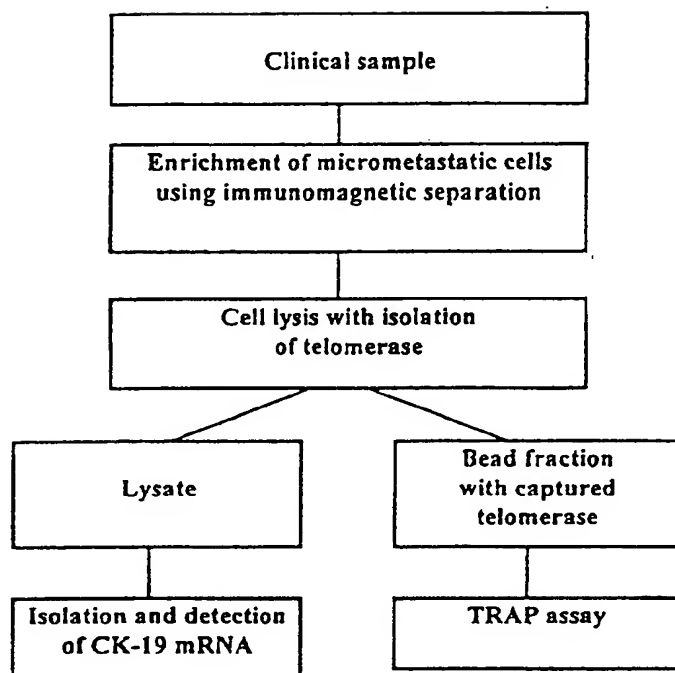 Clinical sample
Enrichment of micrometastatic cells
using immunomagnetic separation
Cell lysis with isolation
of telomerase
Lysate
Bead fraction
with captured
telomerase
Isolation and detection
of CK-19 mRNA
TRAP assay